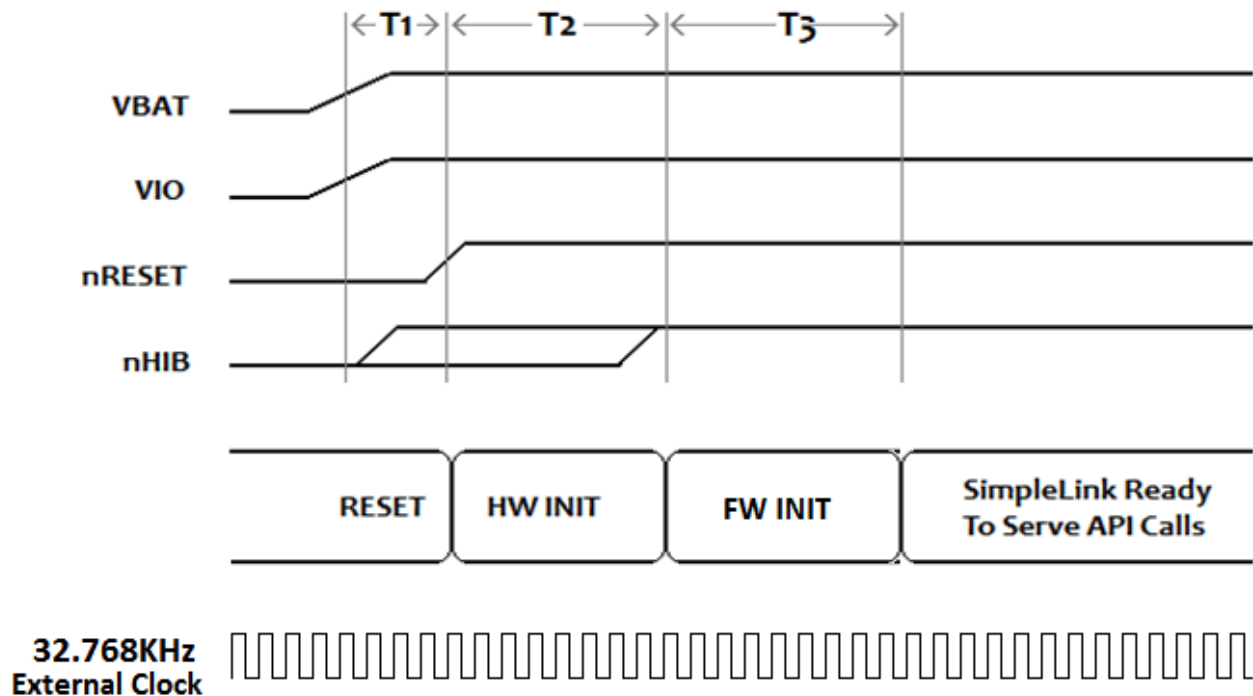 T1 T2 T3
VBAT
VIO
nRESET
nHIB
RESET HW INIT FW INIT SimpleLink Ready
To Serve API Calls
32.768KHz
External Clock